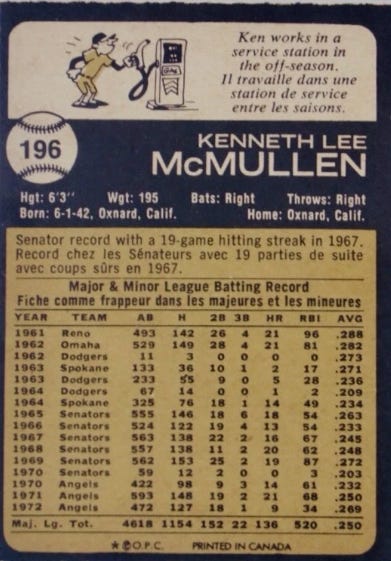 Ken works in a
service station in
the off-season.
Il travaille dans une
station de service
entre les saisons.
196
KENNETH LEE
McMULLEN
Hgt: 6'3" Wgt: 195 Bats: Right Throws: Right
Born: 6-1-42, Oxnard, Calif. Home: Oxnard, Calif.
Senator record with a 19-game hitting streak in 1967.
Record chez les Sénateurs avec 19 parties de suite
avec coups sûrs en 1967.
Major & Minor League Batting Record
Fiche comme frappeur dans les majeures et les mineures
YEAR TEAM AB H 2B 3B HR RBI AVG
1961 Reno 493 142 26 4 21 96 .288
1962 Omaha 529 149 28 4 21 81 .282
1962 Dodgers 11 3 0 0 0 0 .273
1963 Spokane 133 36 10 1 2 17 .271
1963 Dodgers 233 55 9 0 5 28 .236
1964 Dodgers 67 14 0 0 1 2 .209
1964 Spokane 325 76 18 1 14 49 .234
1965 Senators 555 146 18 6 18 54 .263
1966 Senators 524 122 19 4 13 54 .233
1967 Senators 563 138 22 2 16 67 .245
1968 Senators 557 138 11 2 20 62 .248
1969 Senators 562 153 25 2 19 87 .272
1970 Senators 59 12 2 0 0 3 .203
1970 Angels 422 98 9 3 14 61 .232
1971 Angels 593 148 19 2 21 68 .250
1972 Angels 472 127 18 1 9 34 .269
Maj. Lg. Tot. 4618 1154 152 22 136 520 .250
* © O.P.C. PRINTED IN CANADA